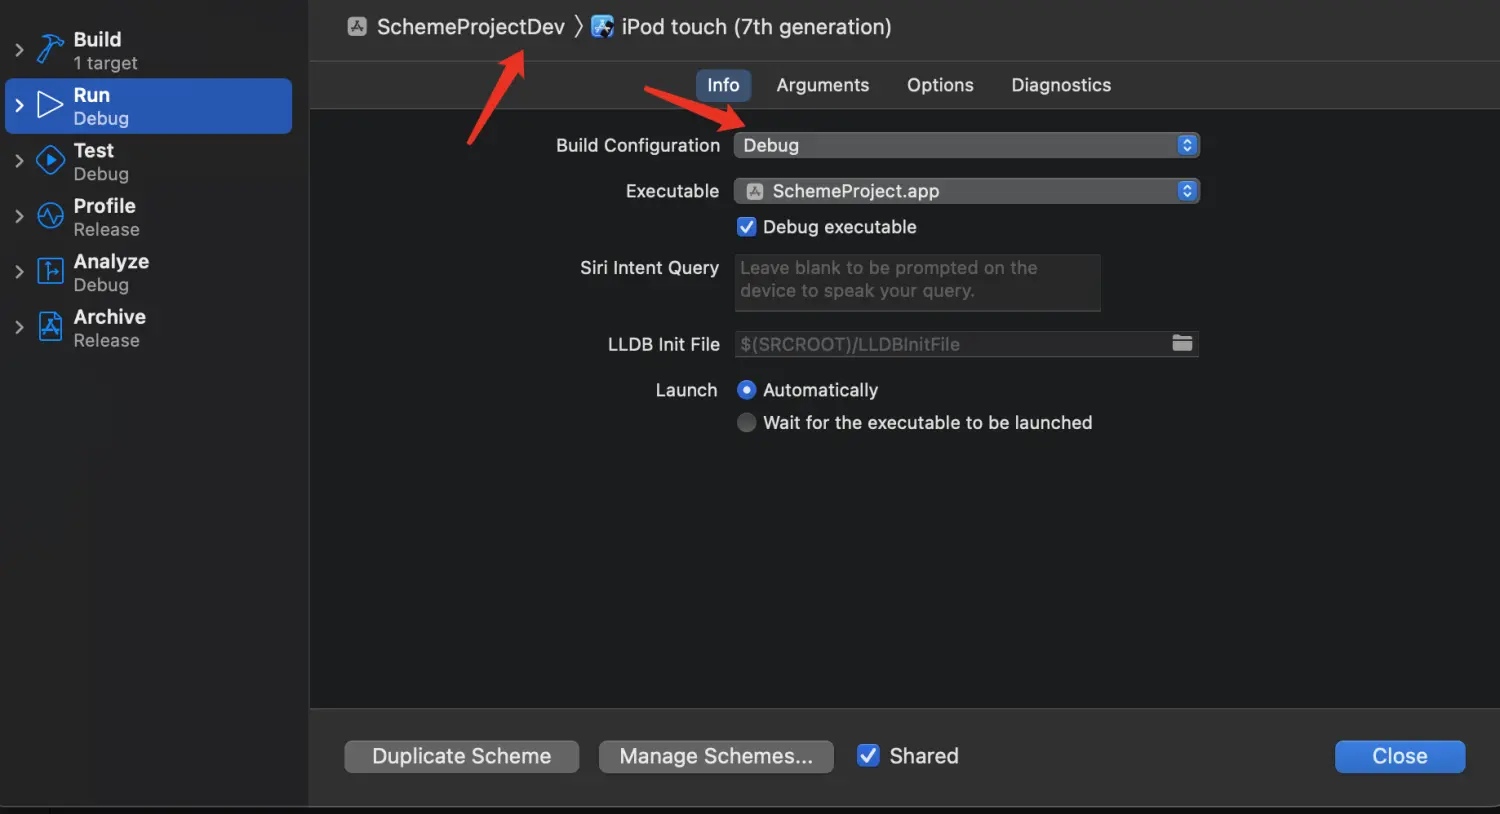 Build
1 target
Run
Debug
Test
Debug
Profile
Release
Analyze
Debug
Archive
Release
SchemeProjectDev 〉 iPod touch (7th generation)
Info Arguments Options Diagnostics
Build Configuration Debug
Executable SchemeProject.app
Debug executable
Siri Intent Query Leave blank to be prompted on the
device to speak your query.
LLDB Init File $(SRCROOT)/LLDBInitFile
Launch Automatically
Wait for the executable to be launched
Duplicate Scheme Manage Schemes... Shared Close